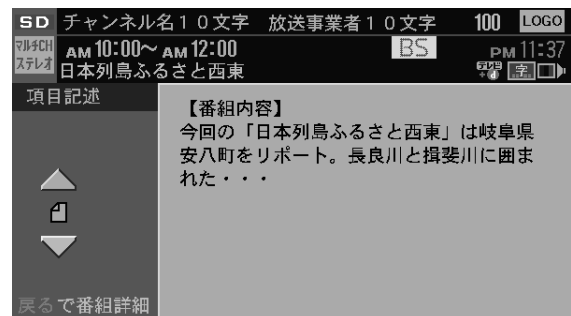 SD チャンネル名10文字 放送事業者10文字 100 LOGO
マルチCH ステレオ
AM 10:00~ AM 12:00 BS PM 11:37
日本列島ふるさと西東 テレビ+d 字
項目記述
【番組内容】
今回の「日本列島ふるさと西東」は岐阜県
安八町をリポート。長良川と揖斐川に囲ま
れた・・・
戻るで番組詳細